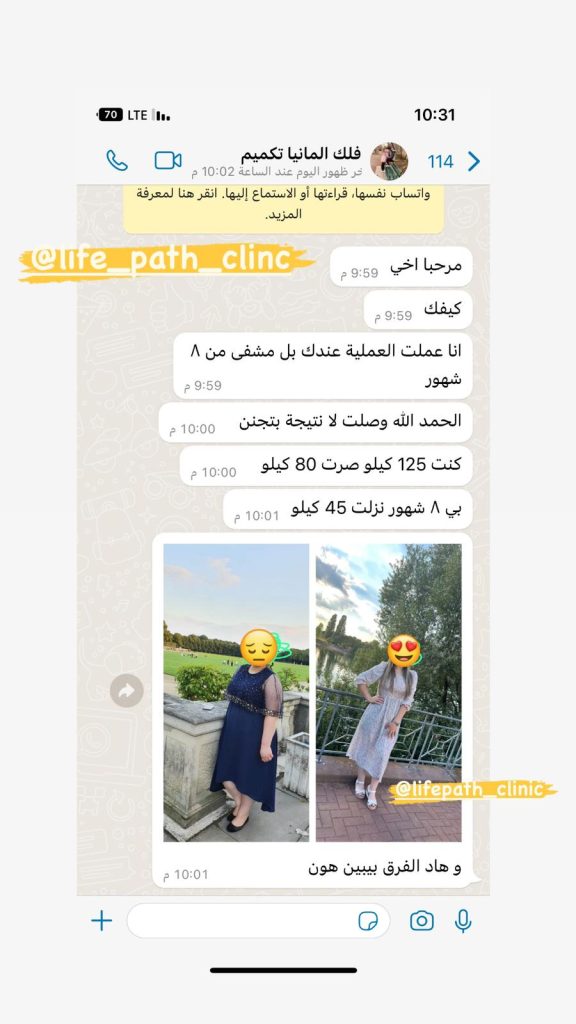 70 LTE
10:31
114
فلك المانيا تكميم
خر ظهور اليوم عند الساعة 10:02 م
واتساب نفسها، قراءتها أو الاستماع إليها. انقر هنا لمعرفة
المزيد.
@life_path_clinc
مرحبا اخي
9:59 م
كيفك
9:59 م
انا عملت العملية عندك بل مشفى من ٨
شهور
9:59 م
الحمد الله وصلت لا نتيجة بتجنن
10:00 م
كنت 125 كيلو صرت 80 كيلو
10:00 م
بي ٨ شهور نزلت 45 كيلو
10:01 م
@lifepath_clinic
و هاد الفرق بيبين هون
10:01 م